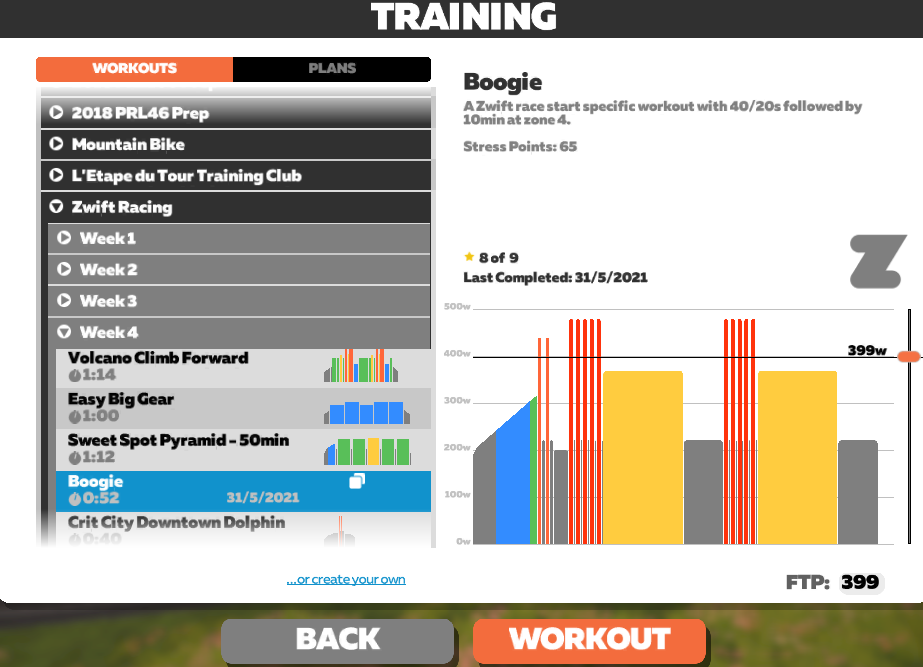 TRAINING
WORKOUTS
PLANS
2018 PRL46 Prep
Mountain Bike
L'Etape du Tour Training Club
Zwift Racing
Week 1
Week 2
Week 3
Week 4
Volcano Climb Forward
1:14
Easy Big Gear
1:00
Sweet Spot Pyramid - 50min
1:12
Boogie
0:52 31/5/2021
Crit City Downtown Dolphin
0:40
...or create your own
Boogie
A Zwift race start specific workout with 40/20s followed by
10min at zone 4.
Stress Points: 65
8 of 9
Last Completed: 31/5/2021
500w
400w
399w
300w
200w
100w
0w
FTP: 399
BACK
WORKOUT